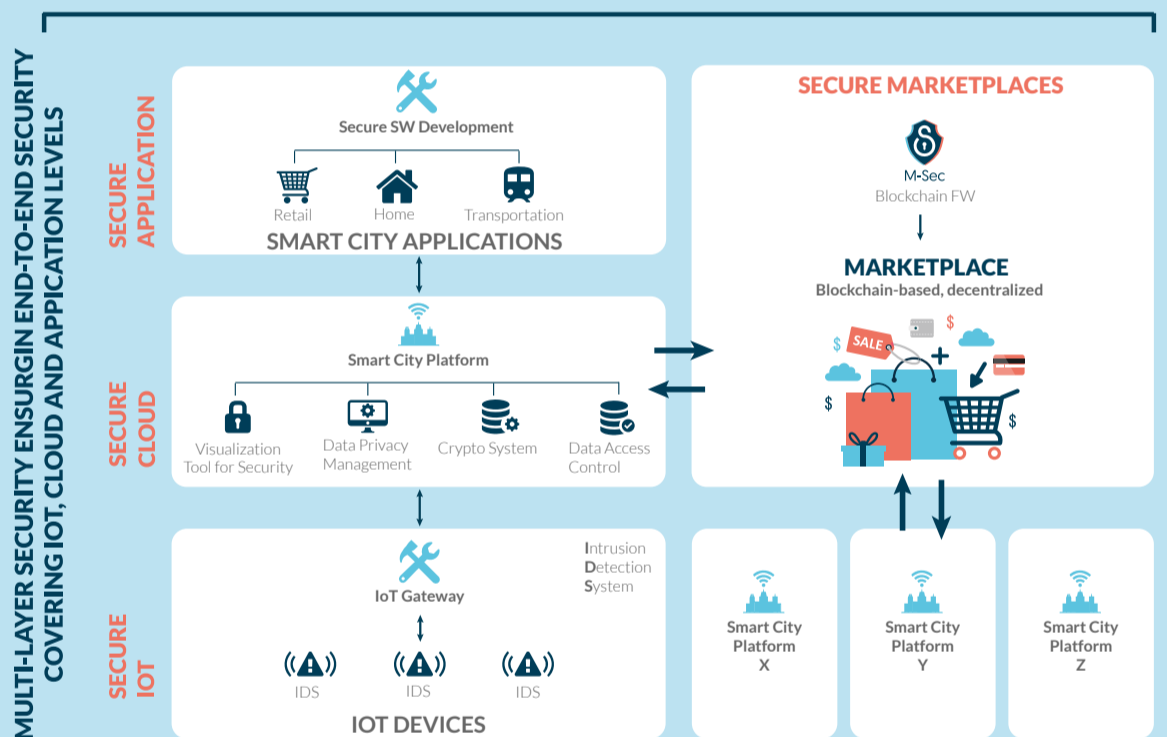 MULTI-LAYER SECURITY ENSURGIN END-TO-END SECURITY
COVERING IOT, CLOUD AND APPICATION LEVELS
SECURE
APPLICATION
Secure SW Development
Retail
Home
Transportation
SMART CITY APPLICATIONS
SECURE
CLOUD
Smart City Platform
Visualization
Tool for Security
Data Privacy
Management
Crypto System
Data Access
Control
SECURE
IOT
IoT Gateway
Intrusion
Detection
System
IDS
IDS
IDS
IOT DEVICES
SECURE MARKETPLACES
M-Sec
Blockchain FW
MARKETPLACE
Blockchain-based, decentralized
$
SALE
$
$
$
Smart City
Platform
X
Smart City
Platform
Y
Smart City
Platform
Z